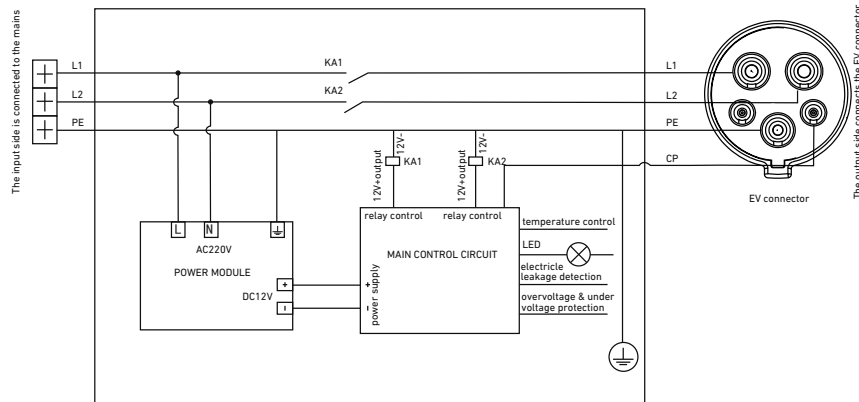 The input side is connected to the mains
L1
KA1
L1
L2
KA2
L2
PE
PE
12V-
12V-
12V+output
KA1
12V+output
KA2
CP
EV connector
The output side connects the EV connector
relay control
relay control
L
N
AC220V
POWER MODULE
DC12V
+
-
+
-
power supply
MAIN CONTROL CIRCUIT
temperature control
LED
electricle
leakage detection
overvoltage & under
voltage protection